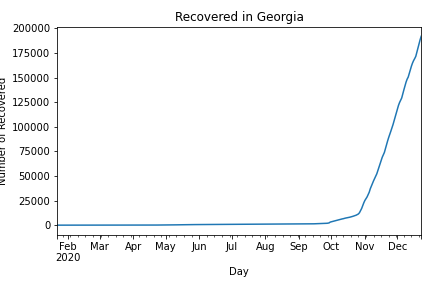 Recovered in Georgia
200000
175000
150000
125000
100000
75000
50000
25000
0
Number of Recovered
Feb Mar Apr May Jun Jul Aug Sep Oct Nov Dec
2020
Day